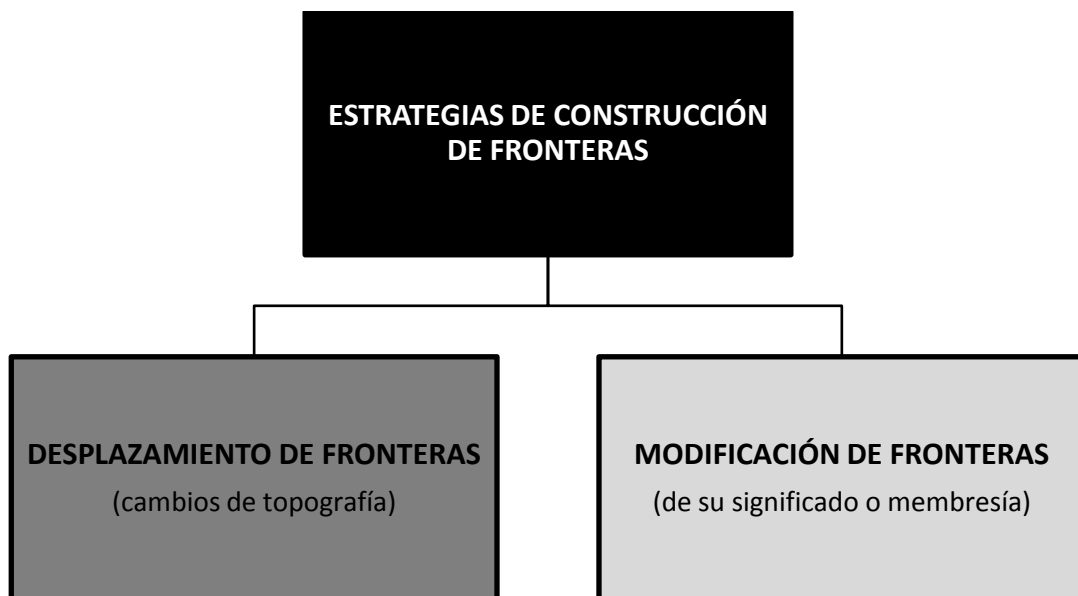 ESTRATEGIAS DE CONSTRUCCIÓN
DE FRONTERAS
DESPLAZAMIENTO DE FRONTERAS
(cambios de topografía)
MODIFICACIÓN DE FRONTERAS
(de su significado o membresía)